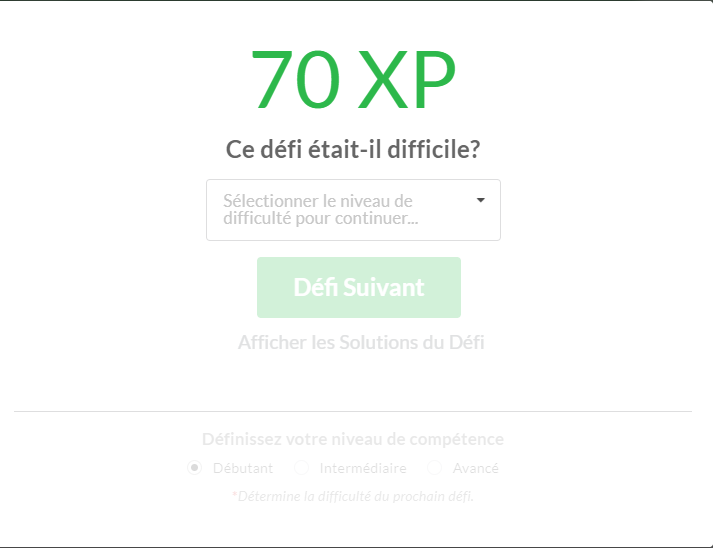 70 XP
Ce défi était-il difficile?
Sélectionner le niveau de
difficulté pour continuer...
Défi Suivant
Afficher les Solutions du Défi
Définissez votre niveau de compétence
Débutant Intermédiaire Avancé
*Détermine la difficulté du prochain défi.